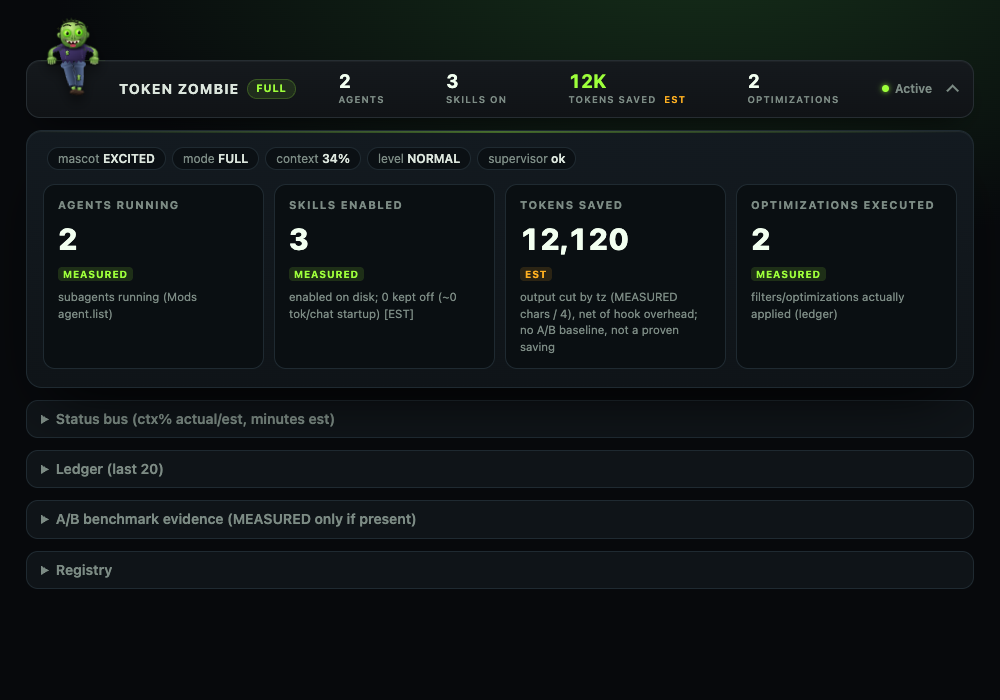 TOKEN ZOMBIE FULL
2
AGENTS
3
SKILLS ON
12K
TOKENS SAVED EST
2
OPTIMIZATIONS
Active
mascot EXCITED
mode FULL
context 34%
level NORMAL
supervisor ok
AGENTS RUNNING
2
MEASURED
subagents running (Mods
agent.list)
SKILLS ENABLED
3
MEASURED
enabled on disk; 0 kept off (~0
tok/chat startup) [EST]
TOKENS SAVED
12,120
EST
output cut by tz (MEASURED
chars / 4), net of hook overhead;
no A/B baseline, not a proven
saving
OPTIMIZATIONS EXECUTED
2
MEASURED
filters/optimizations actually
applied (ledger)
Status bus (ctx% actual/est, minutes est)
Ledger (last 20)
A/B benchmark evidence (MEASURED only if present)
Registry